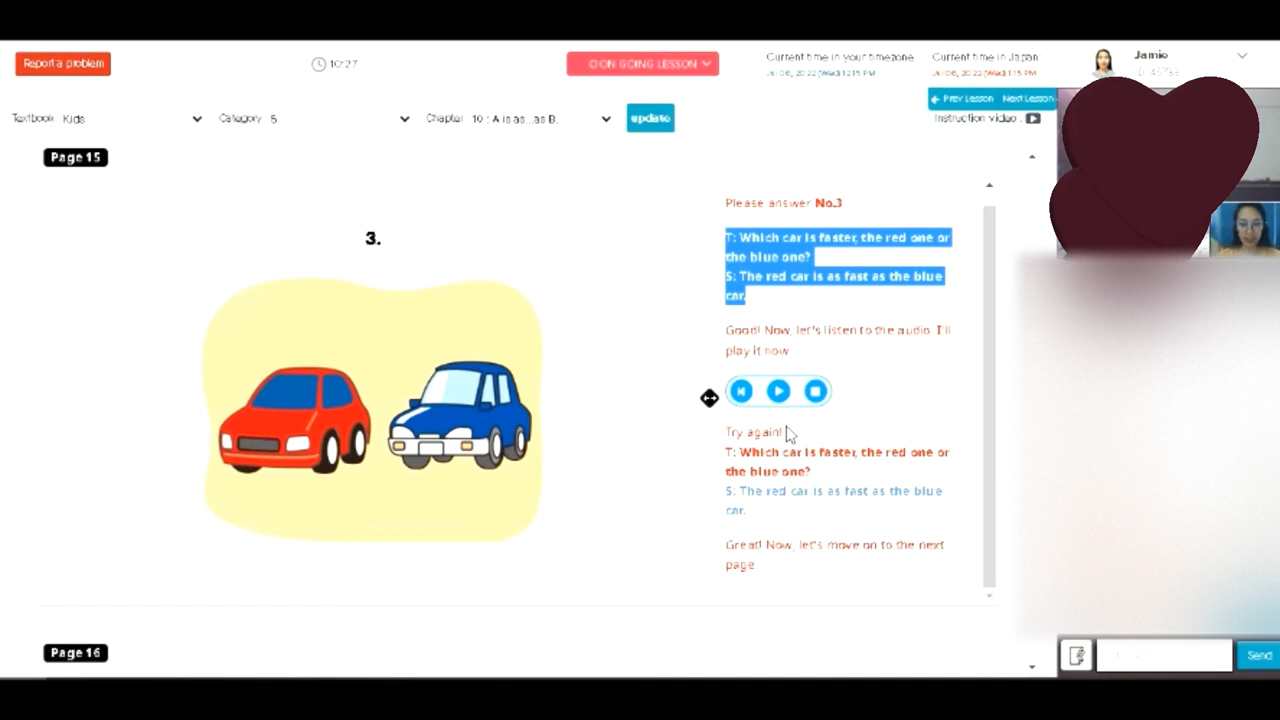 Report a problem
10:27
ON GOING LESSON
Current time in your timezone
Current time in Japan
Jamie
Prev Lesson Next Lesson
Textbook Kids
Category 5
Chapter 10 : A is as...as B.
update
Instruction video :
Page 15
Please answer No.3
3.
T: Which car is faster, the red one or
the blue one?
S: The red car is as fast as the blue
car.
Good! Now, let's listen to the audio. I'll
play it now
Try again!
T: Which car is faster, the red one or
the blue one?
S: The red car is as fast as the blue
car.
Great! Now, let's move on to the next
page
Page 16
Send